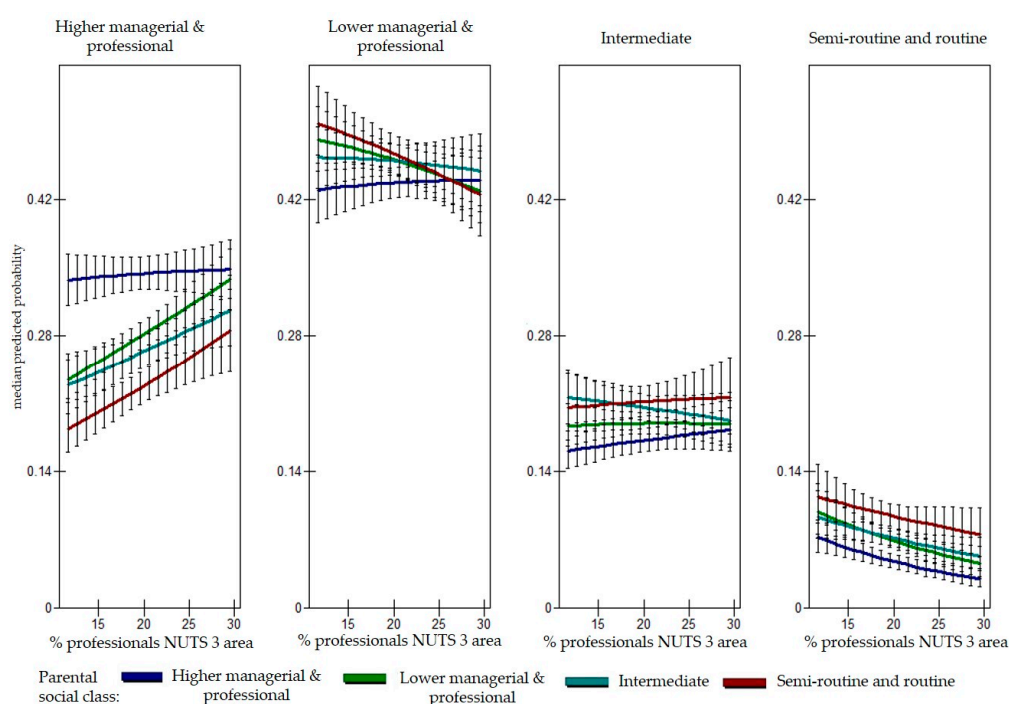 Higher managerial &
professional
Lower managerial &
professional
Intermediate
Semi-routine and routine
median predicted probability
0.42
0.28
0.14
0
15 20 25 30
% professionals NUTS 3 area
0.42
0.28
0.14
0
15 20 25 30
% professionals NUTS 3 area
0.42
0.28
0.14
0
15 20 25 30
% professionals NUTS 3 area
0.42
0.28
0.14
0
15 20 25 30
% professionals NUTS 3 area
Parental
social class:
Higher managerial &
professional
Lower managerial &
professional
Intermediate
Semi-routine and routine